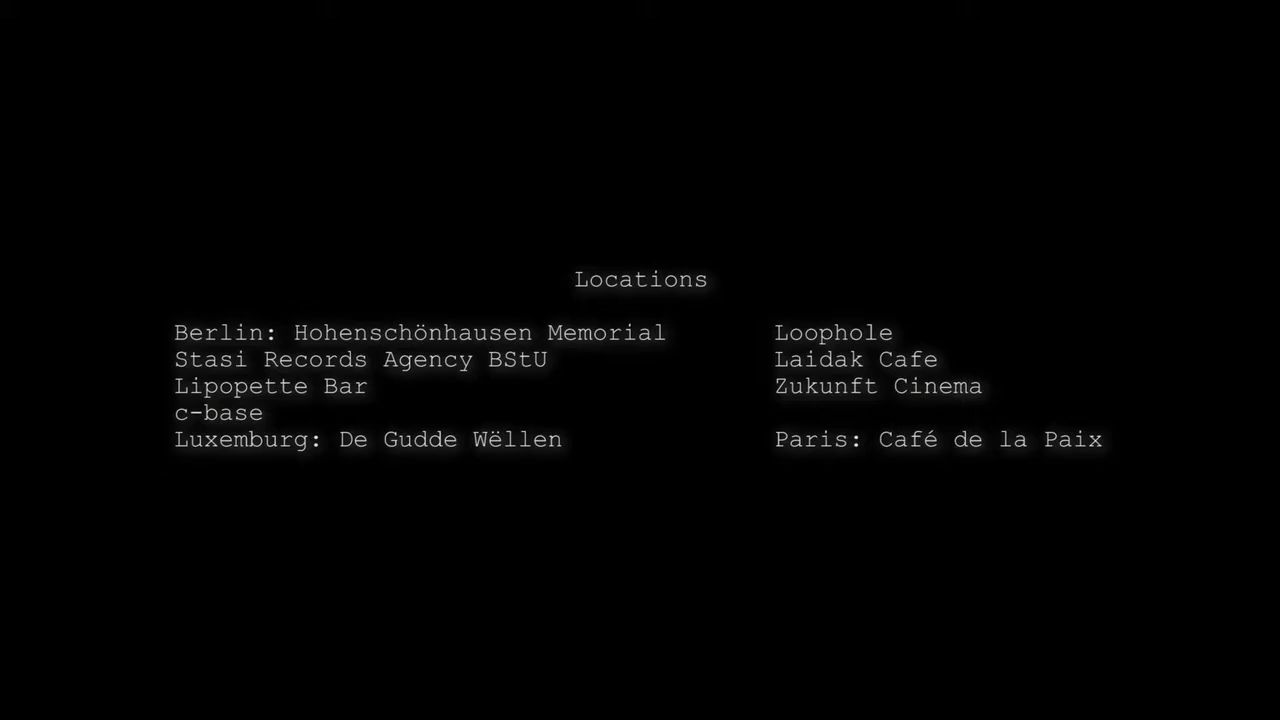 Locations
Berlin: Hohenschönhausen Memorial
Stasi Records Agency BStU
Lipopette Bar
c-base
Luxemburg: De Gudde Wëllen
Loophole
Laidak Cafe
Zukunft Cinema
Paris: Café de la Paix